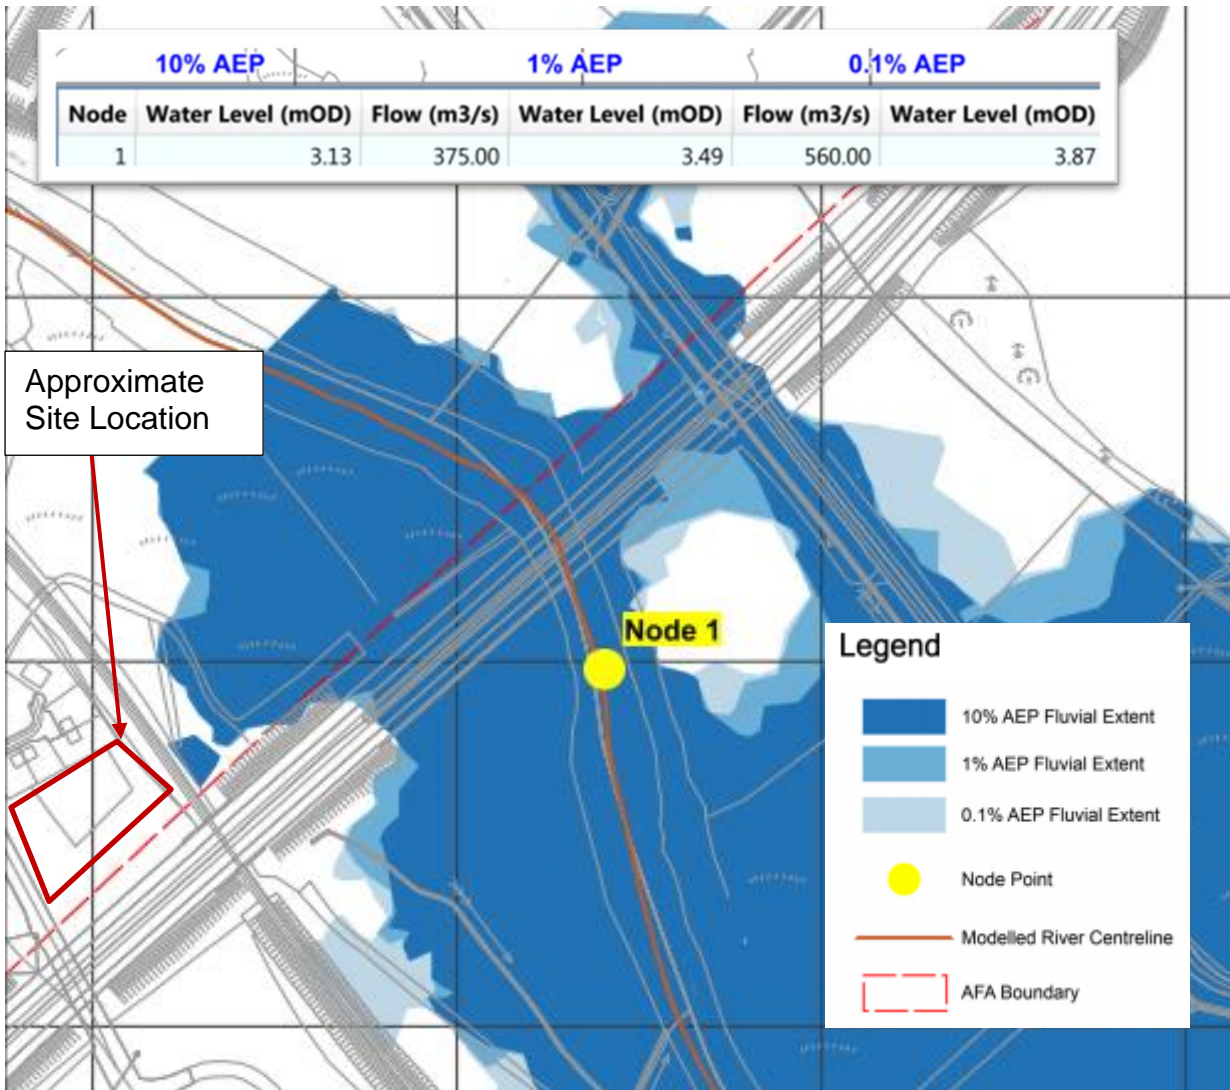 10% AEP 1% AEP 0.1% AEP
Node Water Level (mOD) Flow (m3/s) Water Level (mOD) Flow (m3/s) Water Level (mOD)
1 3.13 375.00 3.49 560.00 3.87
Approximate
Site Location
Node 1
Legend
10% AEP Fluvial Extent
1% AEP Fluvial Extent
0.1% AEP Fluvial Extent
Node Point
Modelled River Centreline
AFA Boundary